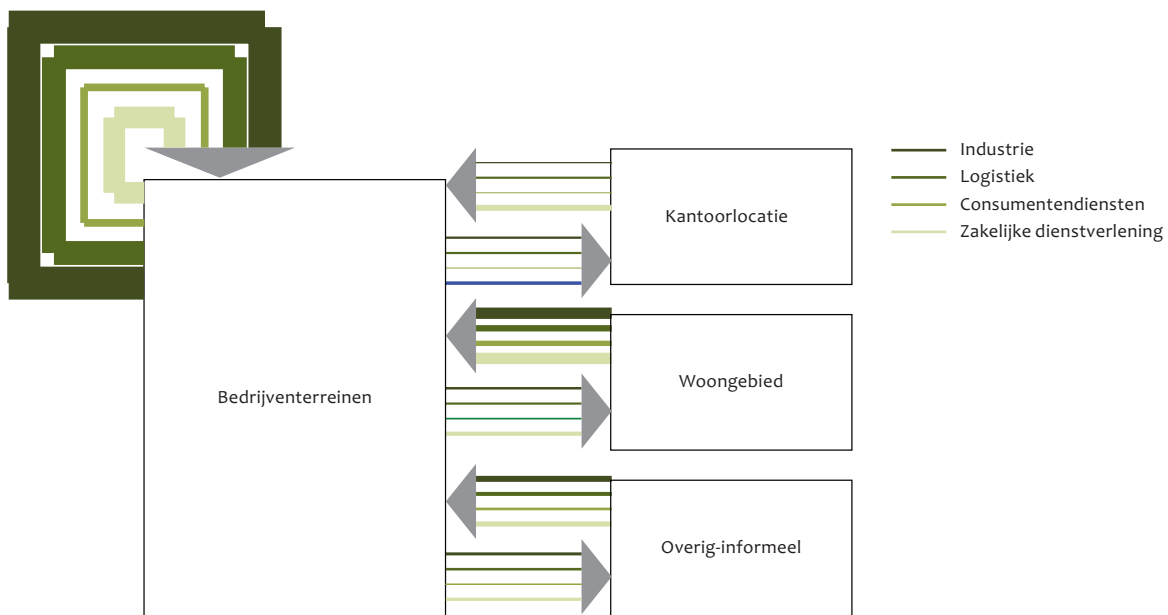 Industrie
Logistiek
Consumentendiensten
Zakelijke dienstverlening
Kantoorlocatie
Woongebied
Bedrijventerreinen
Overig-informeel